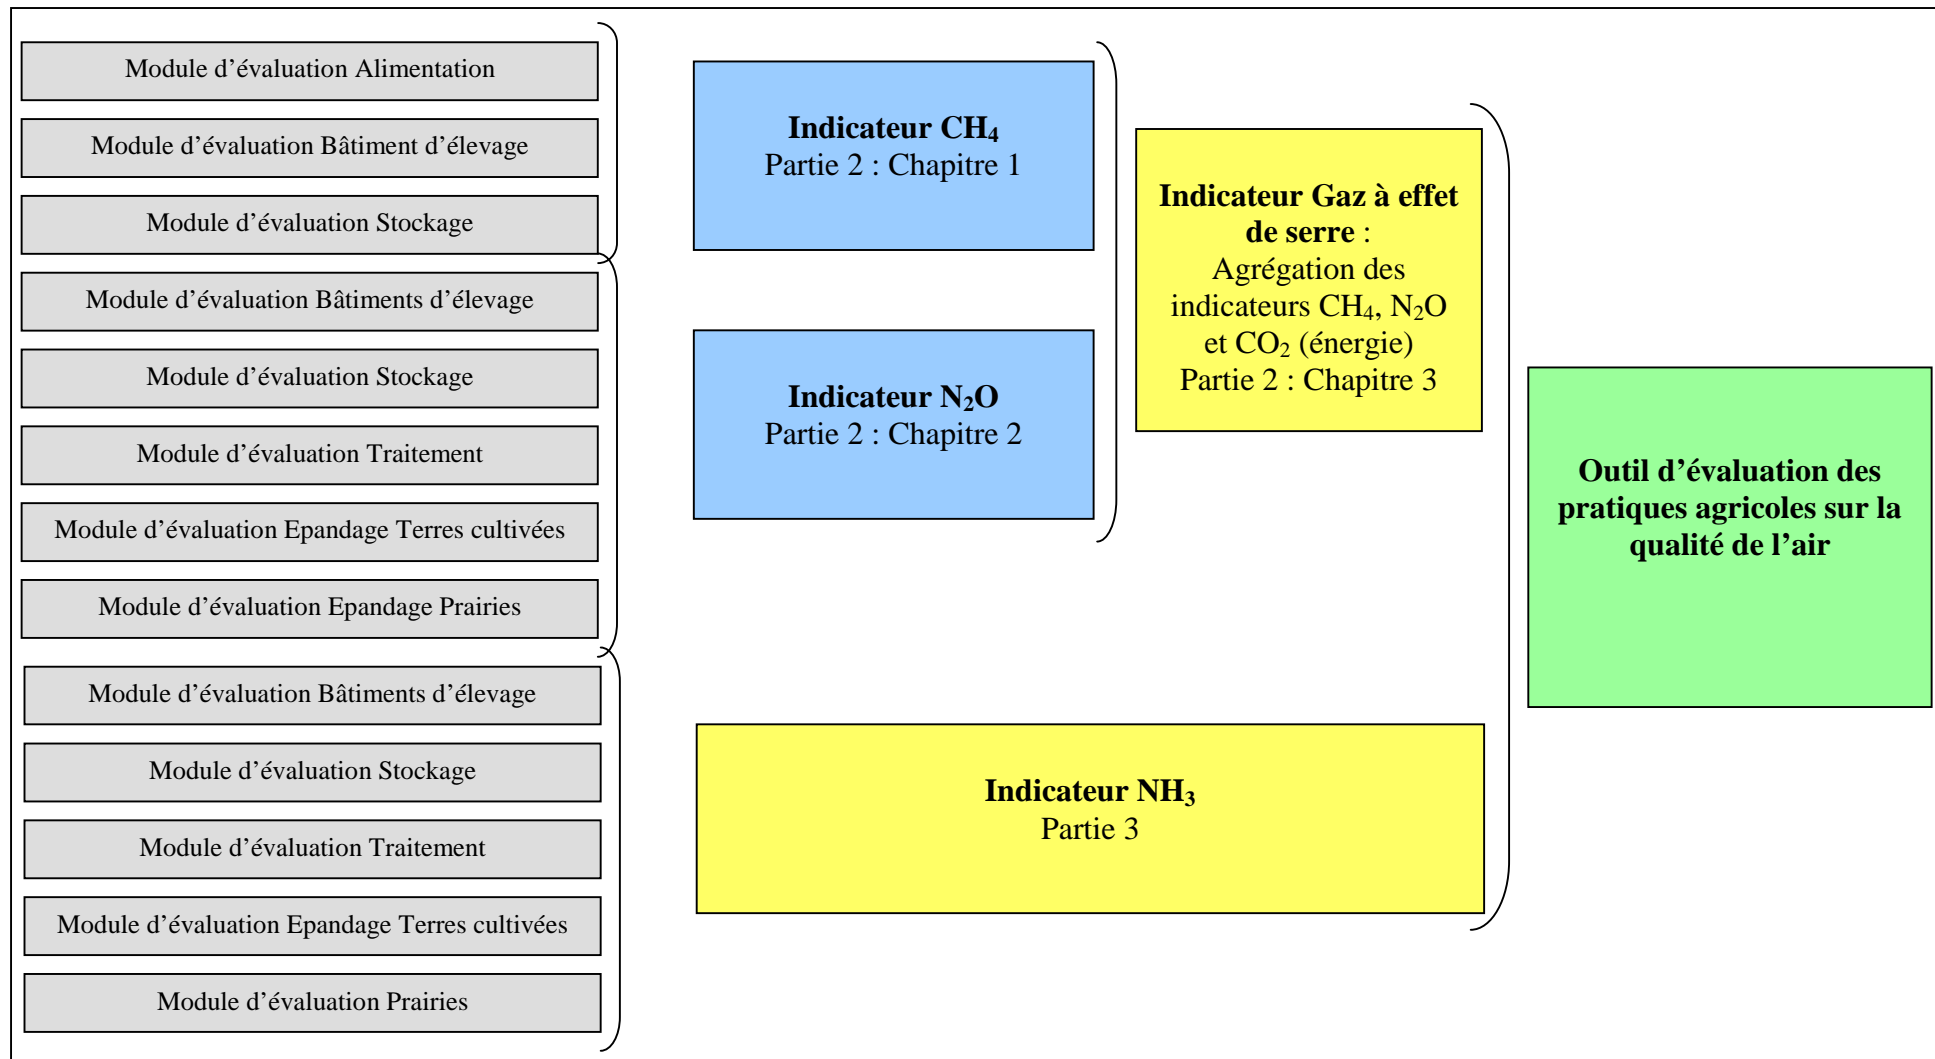 Module d’évaluation Alimentation
Module d’évaluation Bâtiment d’élevage
Module d’évaluation Stockage
Module d’évaluation Bâtiments d’élevage
Module d’évaluation Stockage
Module d’évaluation Traitement
Module d’évaluation Epandage Terres cultivées
Module d’évaluation Epandage Prairies
Module d’évaluation Bâtiments d’élevage
Module d’évaluation Stockage
Module d’évaluation Traitement
Module d’évaluation Epandage Terres cultivées
Module d’évaluation Prairies
Indicateur CH₄
Partie 2 : Chapitre 1
Indicateur N₂O
Partie 2 : Chapitre 2
Indicateur Gaz à effet
de serre :
Agrégation des
indicateurs CH₄, N₂O
et CO₂ (énergie)
Partie 2 : Chapitre 3
Indicateur NH₃
Partie 3
Outil d’évaluation des
pratiques agricoles sur la
qualité de l’air